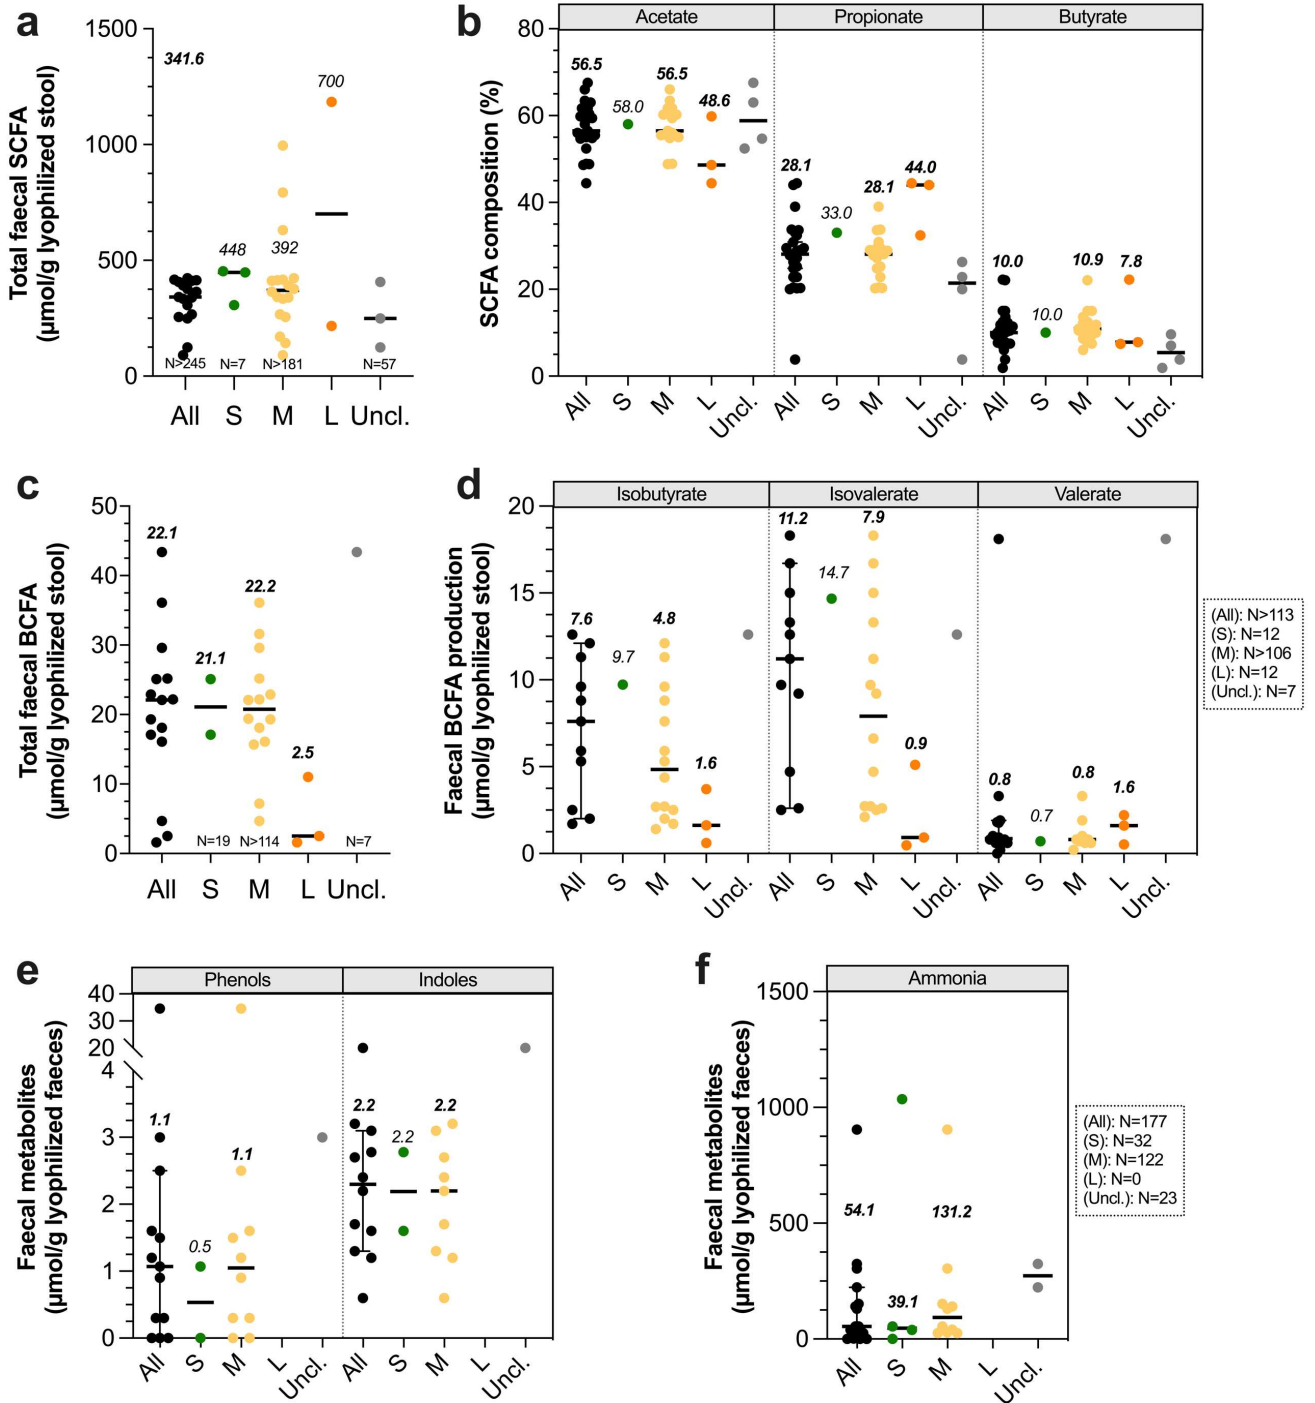 a
Total faecal SCFA
(µmol/g lyophilized stool)
1500
1000
500
0
341.6
448
392
700
N>245
N=7
N>181
N=57
All
S
M
L
Uncl.
b
SCFA composition (%)
80
60
40
20
0
Acetate
Propionate
Butyrate
56.5
58.0
56.5
48.6
28.1
33.0
28.1
44.0
10.0
10.0
10.9
7.8
All
S
M
L
Uncl.
All
S
M
L
Uncl.
All
S
M
L
Uncl.
c
Total faecal BCFA
(µmol/g lyophilized stool)
50
40
30
20
10
0
22.1
21.1
22.2
2.5
N=19
N>114
N=7
All
S
M
L
Uncl.
d
Faecal BCFA production
(µmol/g lyophilized stool)
20
15
10
5
0
Isobutyrate
Isovalerate
Valerate
7.6
9.7
4.8
1.6
11.2
14.7
7.9
0.9
0.8
0.7
0.8
1.6
All
S
M
L
Uncl.
All
S
M
L
Uncl.
All
S
M
L
Uncl.
(All): N>113
(S): N=12
(M): N>106
(L): N=12
(Uncl.): N=7
e
Faecal metabolites
(µmol/g lyophilized faeces)
40
30
20
4
3
2
1
0
Phenols
Indoles
1.1
0.5
1.1
2.2
2.2
2.2
All
S
M
L
Uncl.
All
S
M
L
Uncl.
f
Faecal metabolites
(µmol/g lyophilized faeces)
1500
1000
500
0
Ammonia
54.1
39.1
131.2
All
S
M
L
Uncl.
(All): N=177
(S): N=32
(M): N=122
(L): N=0
(Uncl.): N=23